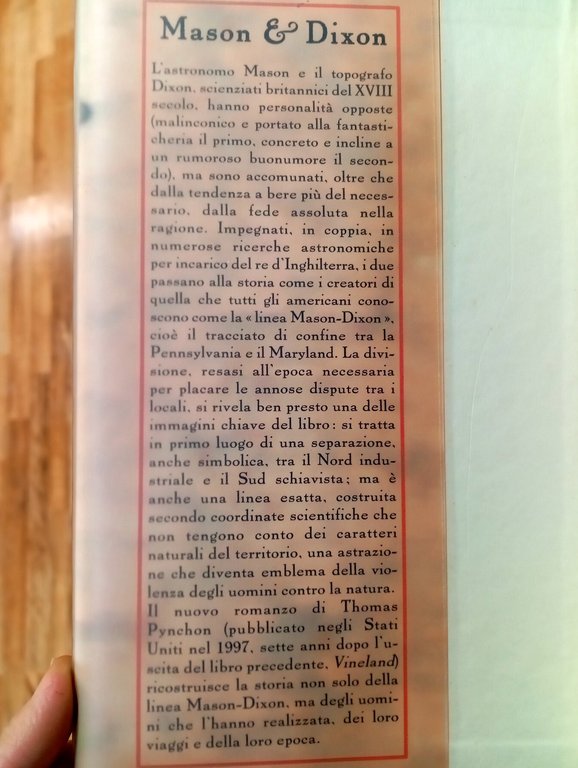 Mason & Dixon
L'astronomo Mason e il topografo
Dixon, scienziati britannici del XVIII
secolo, hanno personalità opposte
(malinconico e portato alla fantasti-
cheria il primo, concreto e incline a
un rumoroso buonumore il secon-
do), ma sono accomunati, oltre che
dalla tendenza a bere più del neces-
sario, dalla fede assoluta nella
ragione. Impegnati, in coppia, in
numerose ricerche astronomiche
per incarico del re d'Inghilterra, i due
passano alla storia come i creatori di
quella che tutti gli americani cono-
scono come la « linea Mason-Dixon »,
cioè il tracciato di confine tra la
Pennsylvania e il Maryland. La divi-
sione, resasi all'epoca necessaria
per placare le annose dispute tra i
locali, si rivela ben presto una delle
immagini chiave del libro: si tratta
in primo luogo di una separazione,
anche simbolica, tra il Nord indu-
striale e il Sud schiavista; ma è
anche una linea esatta, costruita
secondo coordinate scientifiche che
non tengono conto dei caratteri
naturali del territorio, una astrazio-
ne che diventa emblema della vio-
lenza degli uomini contro la natura.
Il nuovo romanzo di Thomas
Pynchon (pubblicato negli Stati
Uniti nel 1997, sette anni dopo l'u-
scita del libro precedente, Vineland)
ricostruisce la storia non solo della
linea Mason-Dixon, ma degli uomi-
ni che l'hanno realizzata, dei loro
viaggi e della loro epoca.